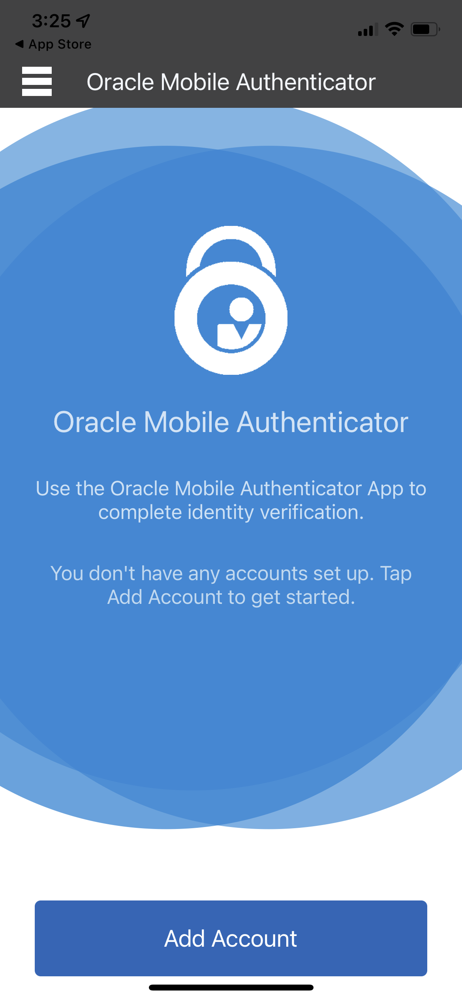 3:25
◀ App Store
Oracle Mobile Authenticator
Oracle Mobile Authenticator
Use the Oracle Mobile Authenticator App to
complete identity verification.
You don't have any accounts set up. Tap
Add Account to get started.
Add Account